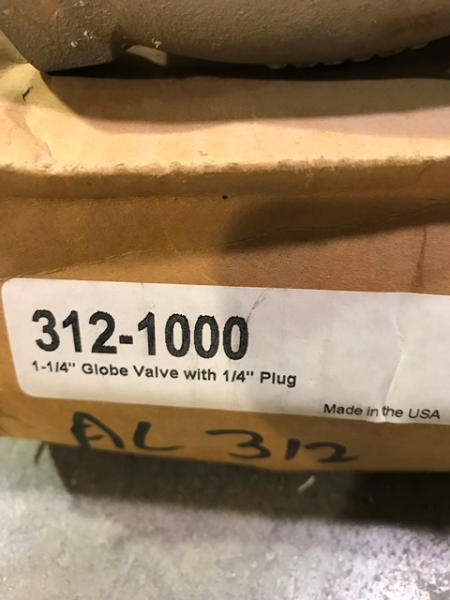 312-1000
1-1/4" Globe Valve with 1/4" Plug
Made in the USA
AL 312